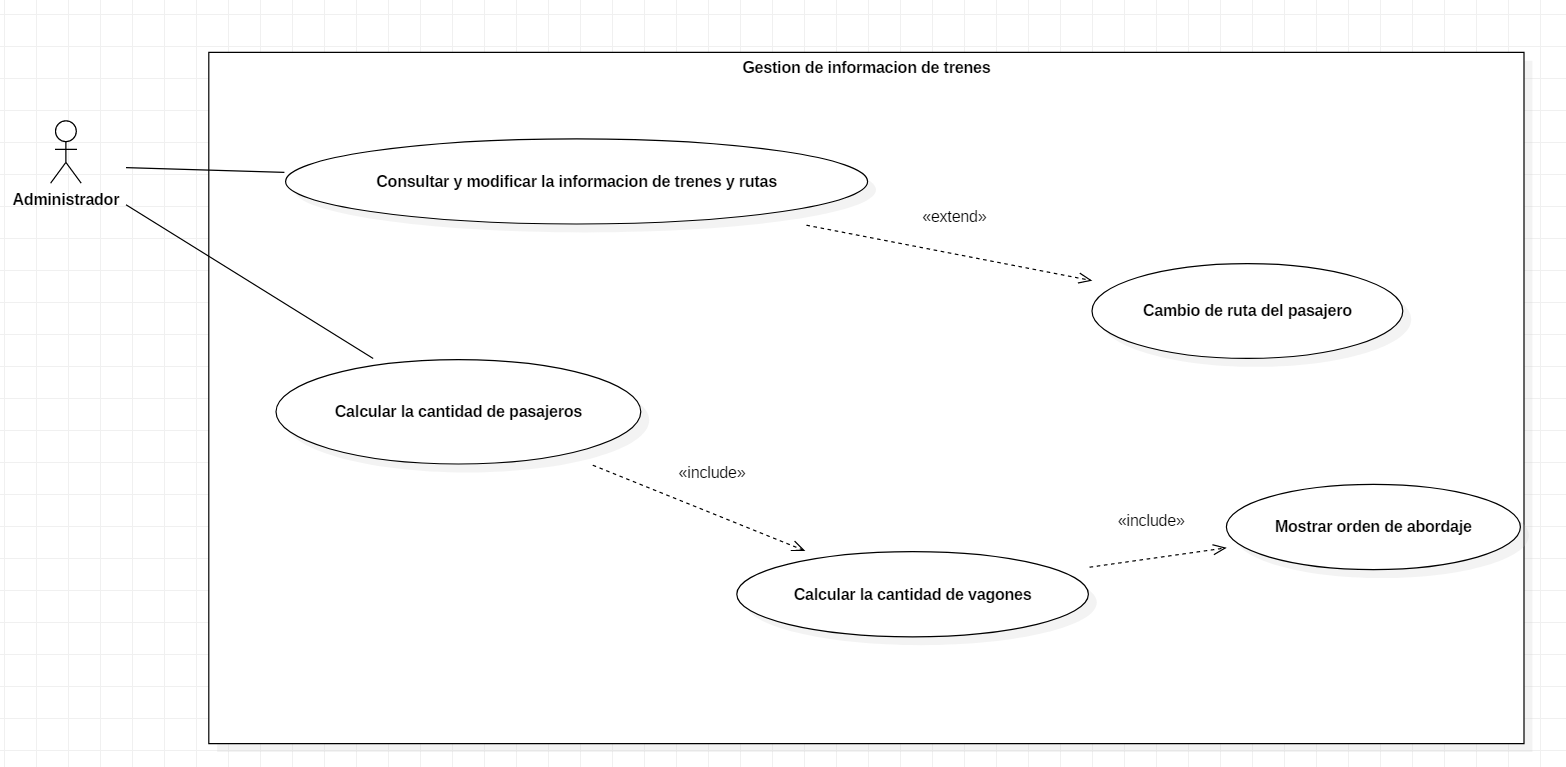 Gestion de informacion de trenes
Administrador
Consultar y modificar la informacion de trenes y rutas
«extend»
Cambio de ruta del pasajero
Calcular la cantidad de pasajeros
«include»
«include»
Mostrar orden de abordaje
Calcular la cantidad de vagones